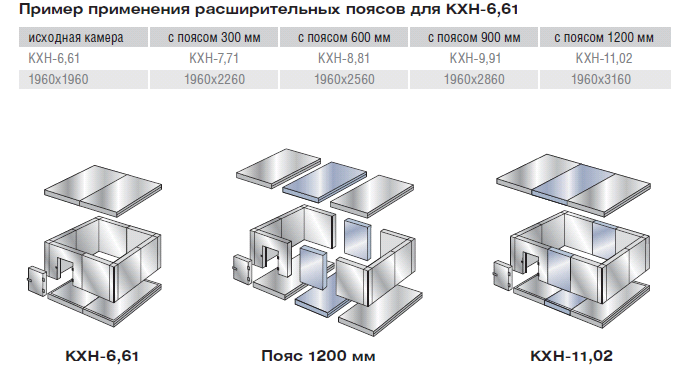 Пример применения расширительных поясов для КХН-6,61
исходная камера с поясом 300 мм с поясом 600 мм с поясом 900 мм с поясом 1200 мм
КХН-6,61 КХН-7,71 КХН-8,81 КХН-9,91 КХН-11,02
1960x1960 1960x2260 1960x2560 1960x2860 1960x3160
КХН-6,61 Пояс 1200 мм КХН-11,02